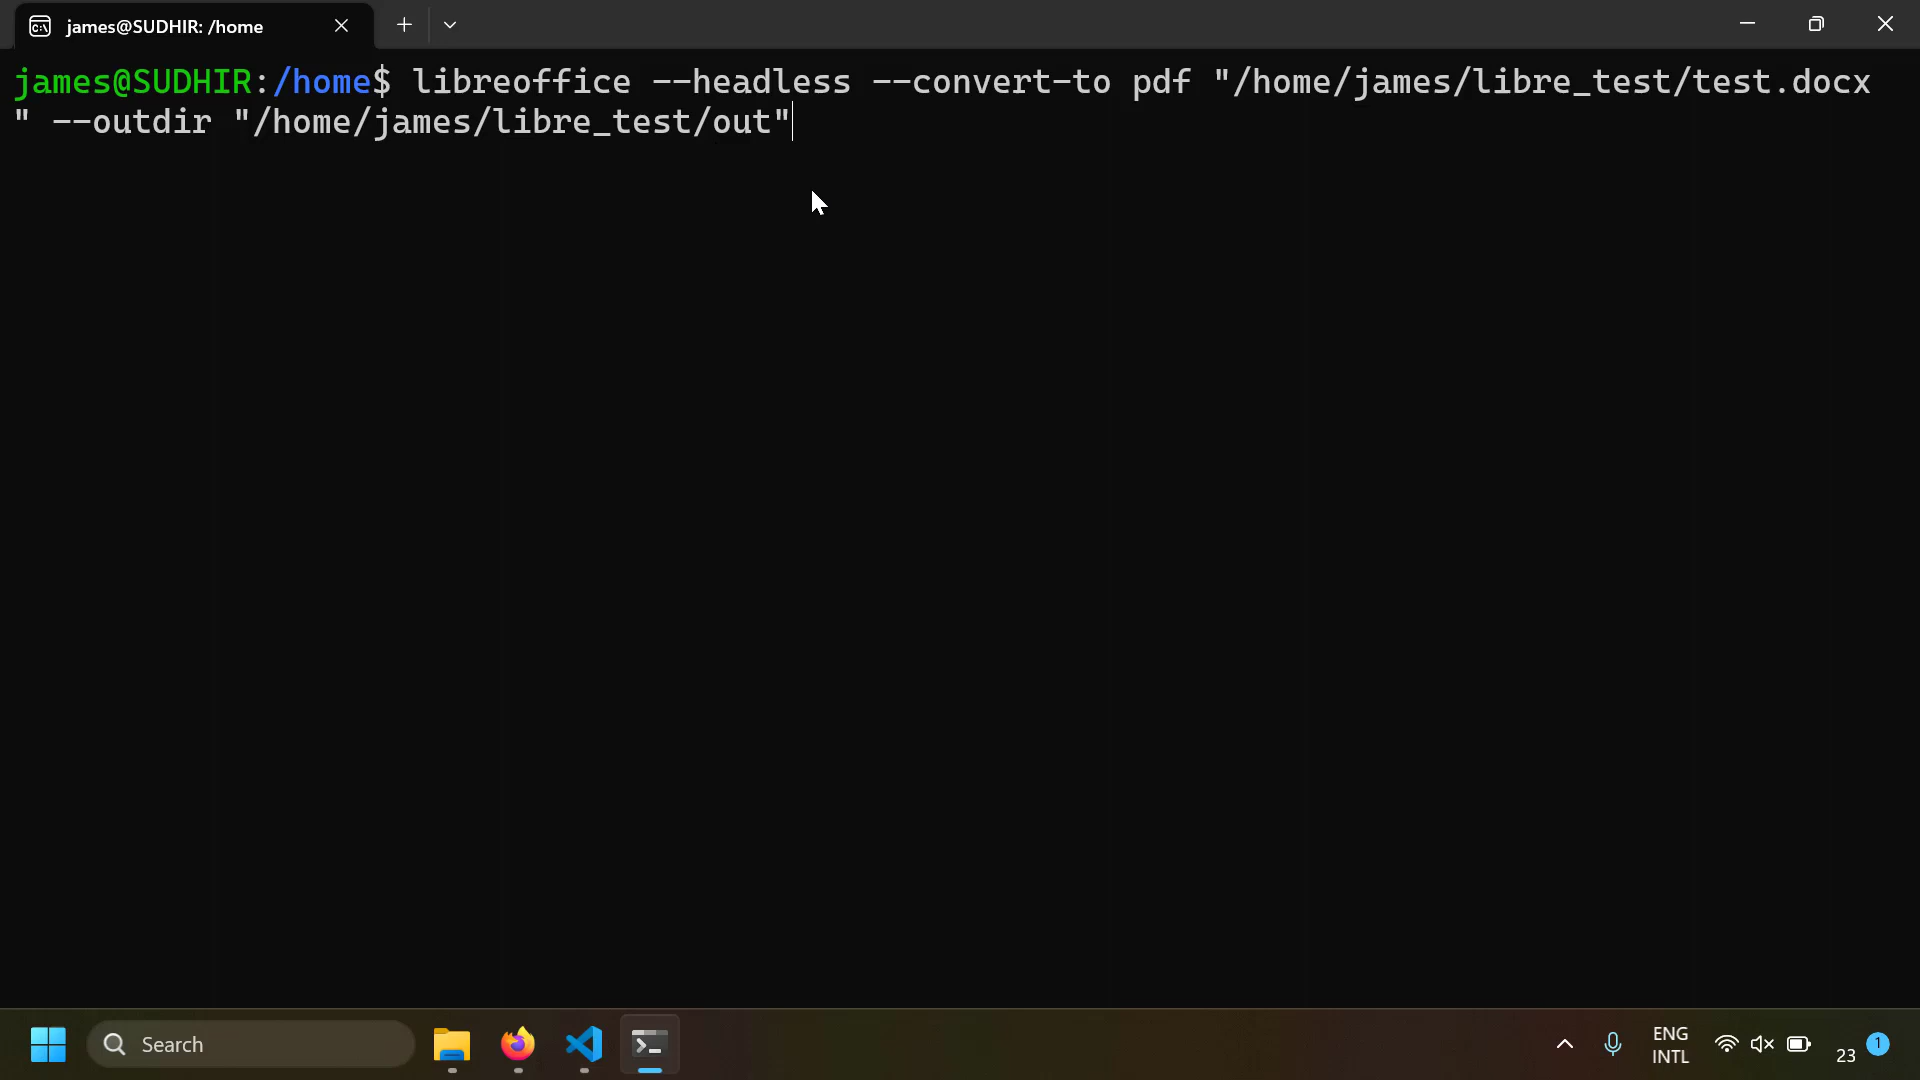 james@SUDHIR: /home
james@SUDHIR:/home$ libreoffice --headless --convert-to pdf "/home/james/libre_test/test.docx
" --outdir "/home/james/libre_test/out"
Search
ENG
INTL
23
1